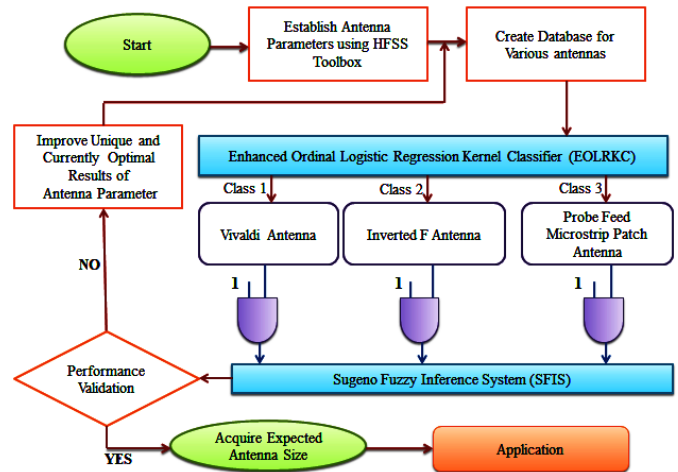 Start
Establish Antenna
Parameters using HFSS
Toolbox
Create Database for
Various antennas
Improve Unique and
Currently Optimal
Results of
Antenna Parameter
Enhanced Ordinal Logistic Regression Kernel Classifier (EOLRKC)
Class 1
Class 2
Class 3
Vivaldi Antenna
Inverted F Antenna
Probe Feed
Microstrip Patch
Antenna
NO
1
1
1
Performance
Validation
Sugeno Fuzzy Inference System (SFIS)
YES
Acquire Expected
Antenna Size
Application